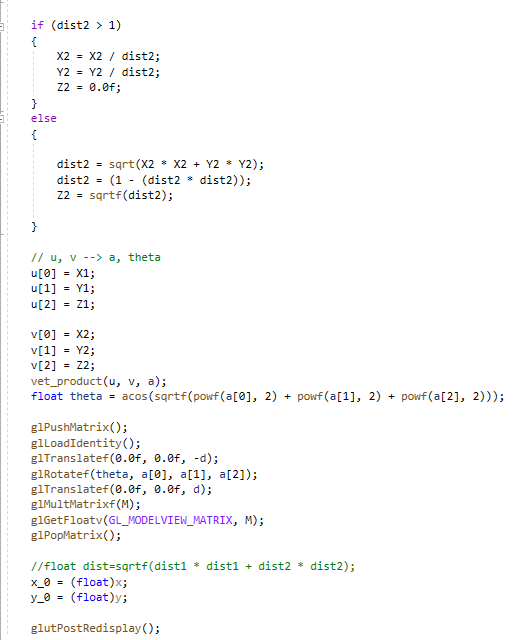 if (dist2 > 1)
{
X2 = X2 / dist2;
Y2 = Y2 / dist2;
Z2 = 0.0f;
}
else
{
dist2 = sqrt(X2 * X2 + Y2 * Y2);
dist2 = (1 - (dist2 * dist2));
Z2 = sqrtf(dist2);
}
// u, v --> a, theta
u[0] = X1;
u[1] = Y1;
u[2] = Z1;
v[0] = X2;
v[1] = Y2;
v[2] = Z2;
vet_product(u, v, a);
float theta = acos(sqrtf(powf(a[0], 2) + powf(a[1], 2) + powf(a[2], 2)));
glPushMatrix();
glLoadIdentity();
glTranslatef(0.0f, 0.0f, -d);
glRotatef(theta, a[0], a[1], a[2]);
glTranslatef(0.0f, 0.0f, d);
glMultMatrixf(M);
glGetFloatv(GL_MODELVIEW_MATRIX, M);
glPopMatrix();
//float dist=sqrtf(dist1 * dist1 + dist2 * dist2);
x_0 = (float)x;
y_0 = (float)y;
glutPostRedisplay();